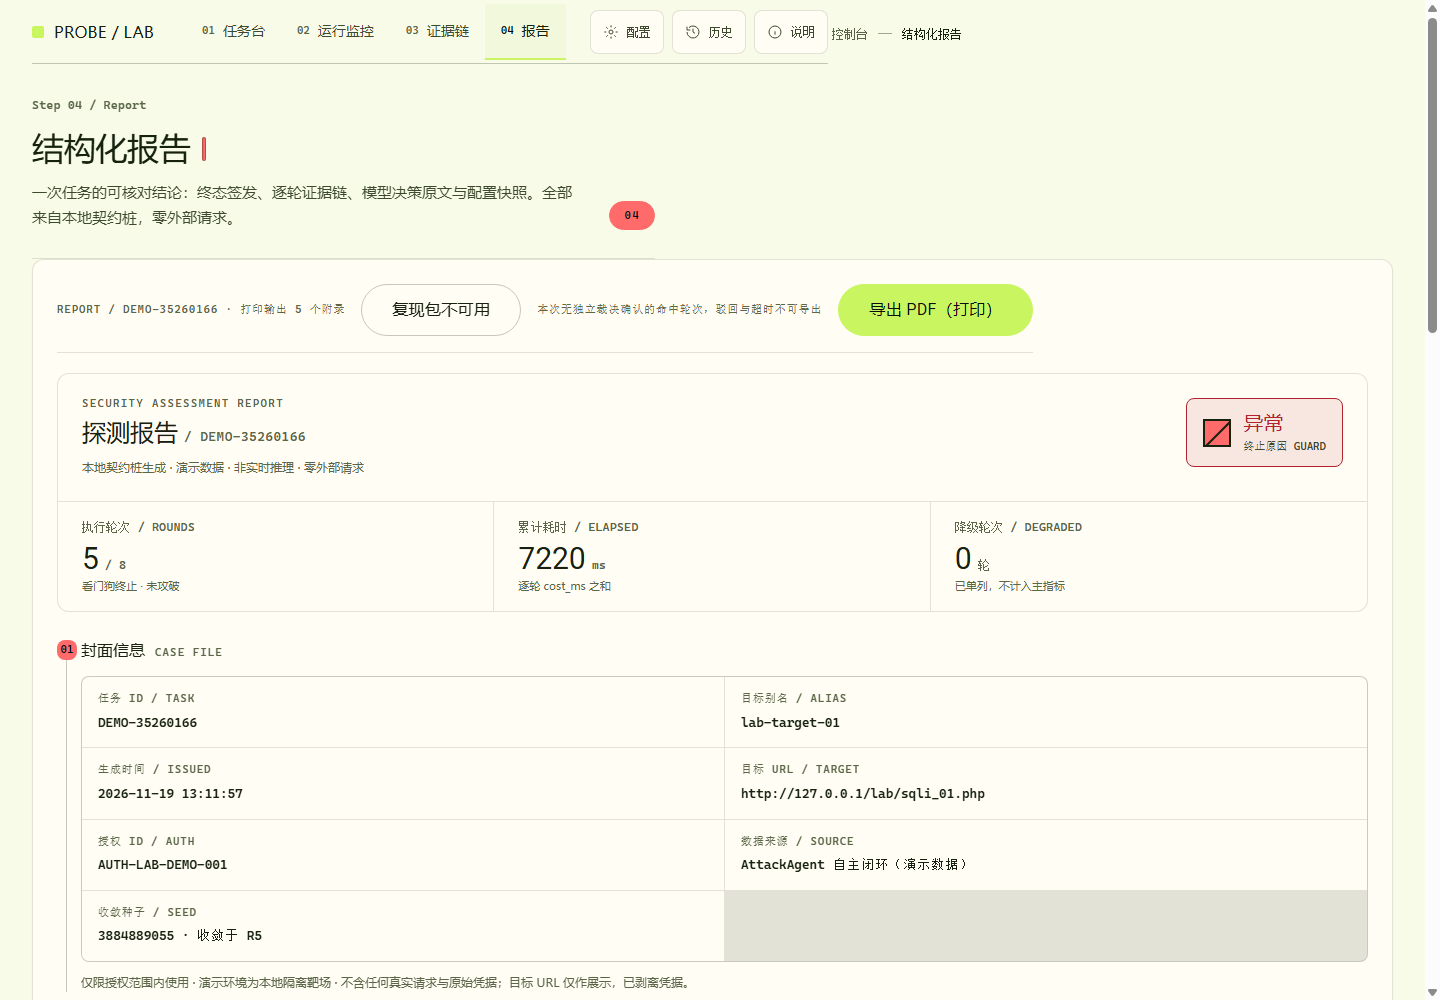 PROBE / LAB
01 任务台
02 运行监控
03 证据链
04 报告
配置
历史
说明
控制台 — 结构化报告
Step 04 / Report
结构化报告
一次任务的可核对结论：终态签发、逐轮证据链、模型决策原文与配置快照。全部
来自本地契约桩，零外部请求。
04
REPORT / DEMO-35260166 · 打印输出 5 个附录
复现包不可用
本次无独立裁决确认的命中轮次，驳回与超时不可导出
导出 PDF（打印）
SECURITY ASSESSMENT REPORT
探测报告 / DEMO-35260166
本地契约桩生成 · 演示数据 · 非实时推理 · 零外部请求
异常
终止原因 GUARD
执行轮次 / ROUNDS
5 / 8
看门狗终止 · 未攻破
累计耗时 / ELAPSED
7220 ms
逐轮 cost_ms 之和
降级轮次 / DEGRADED
0 轮
已单列，不计入主指标
01 封面信息 CASE FILE
任务 ID / TASK
DEMO-35260166
目标别名 / ALIAS
lab-target-01
生成时间 / ISSUED
2026-11-19 13:11:57
目标 URL / TARGET
http://127.0.0.1/lab/sqli_01.php
授权 ID / AUTH
AUTH-LAB-DEMO-001
数据来源 / SOURCE
AttackAgent 自主闭环（演示数据）
收敛种子 / SEED
3884889055 · 收敛于 R5
仅限授权范围内使用 · 演示环境为本地隔离靶场 · 不含任何真实请求与原始凭据；目标 URL 仅作展示，已剥离凭据。